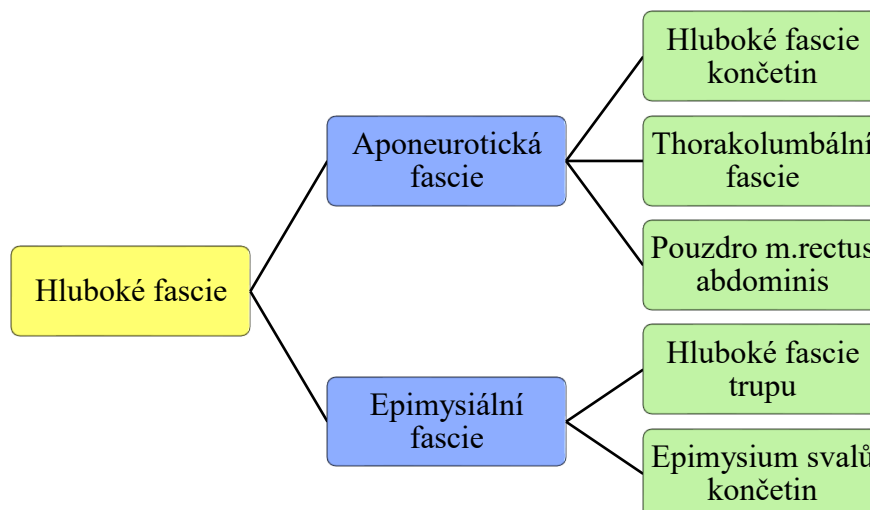 Hluboké fascie
Aponeurotická
fascie
Hluboké fascie
končetin
Thorakolumbální
fascie
Pouzdro m.rectus
abdominis
Epimysiální
fascie
Hluboké fascie
trupu
Epimysium svalů
končetin